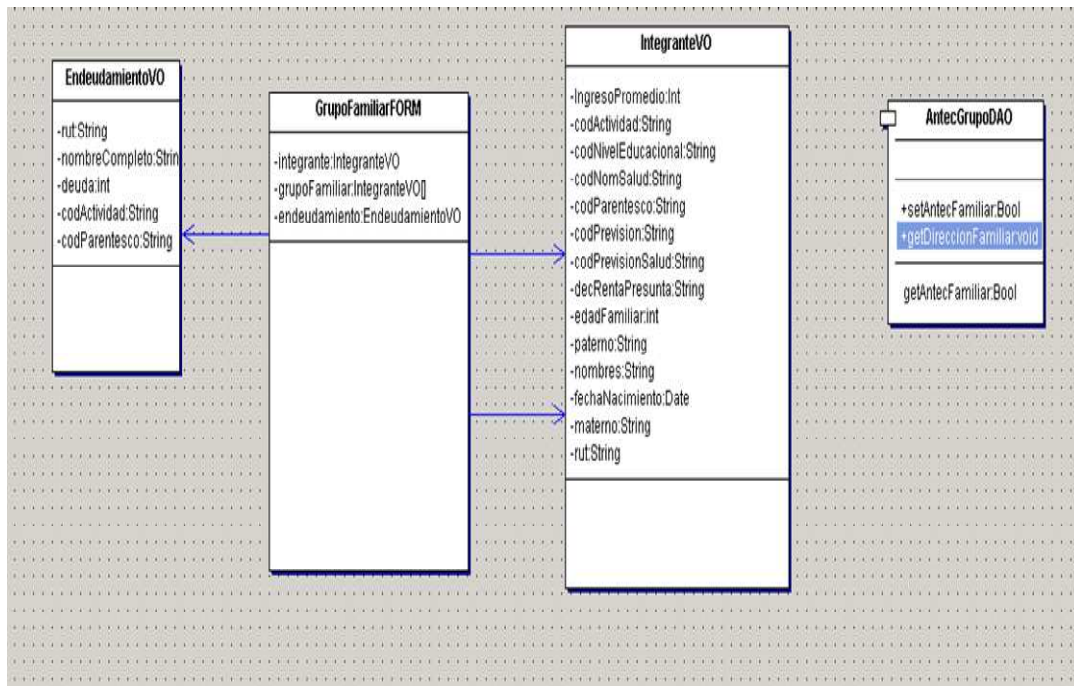 EndeudamientoVO
-rut:String
-nombreCompleto:Strin
-deuda:int
-codActividad:String
-codParentesco:String
GrupoFamiliarFORM
-integrante:IntegranteVO
-grupoFamiliar:IntegranteVO[]
-endeudamiento:EndeudamientoVO
IntegranteVO
-IngresoPromedio:Int
-codActividad:String
-codNivelEducacional:String
-codNomSalud:String
-codParentesco:String
-codPrevision:String
-codPrevisionSalud:String
-decRentaPresunta:String
-edadFamiliar:int
-paterno:String
-nombres:String
-fechaNacimiento:Date
-materno:String
-rut:String
AntecGrupoDAO
+setAntecFamiliar:Bool
+getDireccionFamiliar:void
getAntecFamiliar:Bool